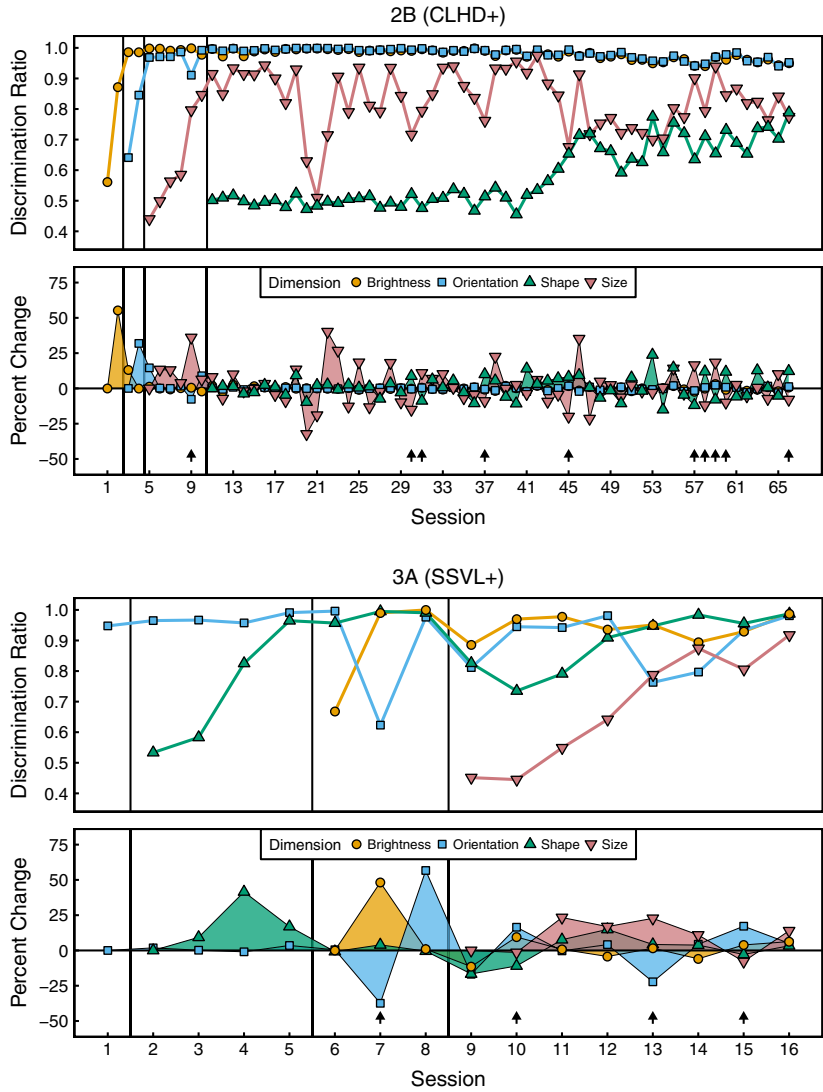 2B (CLHD+)
Discrimination Ratio
1.0
0.9
0.8
0.7
0.6
0.5
0.4
Percent Change
75
50
25
0
−25
−50
Dimension Brightness Orientation Shape Size
1 5 9 13 17 21 25 29 33 37 41 45 49 53 57 61 65
Session
3A (SSVL+)
Discrimination Ratio
1.0
0.9
0.8
0.7
0.6
0.5
0.4
Percent Change
75
50
25
0
−25
−50
Dimension Brightness Orientation Shape Size
1 2 3 4 5 6 7 8 9 10 11 12 13 14 15 16
Session